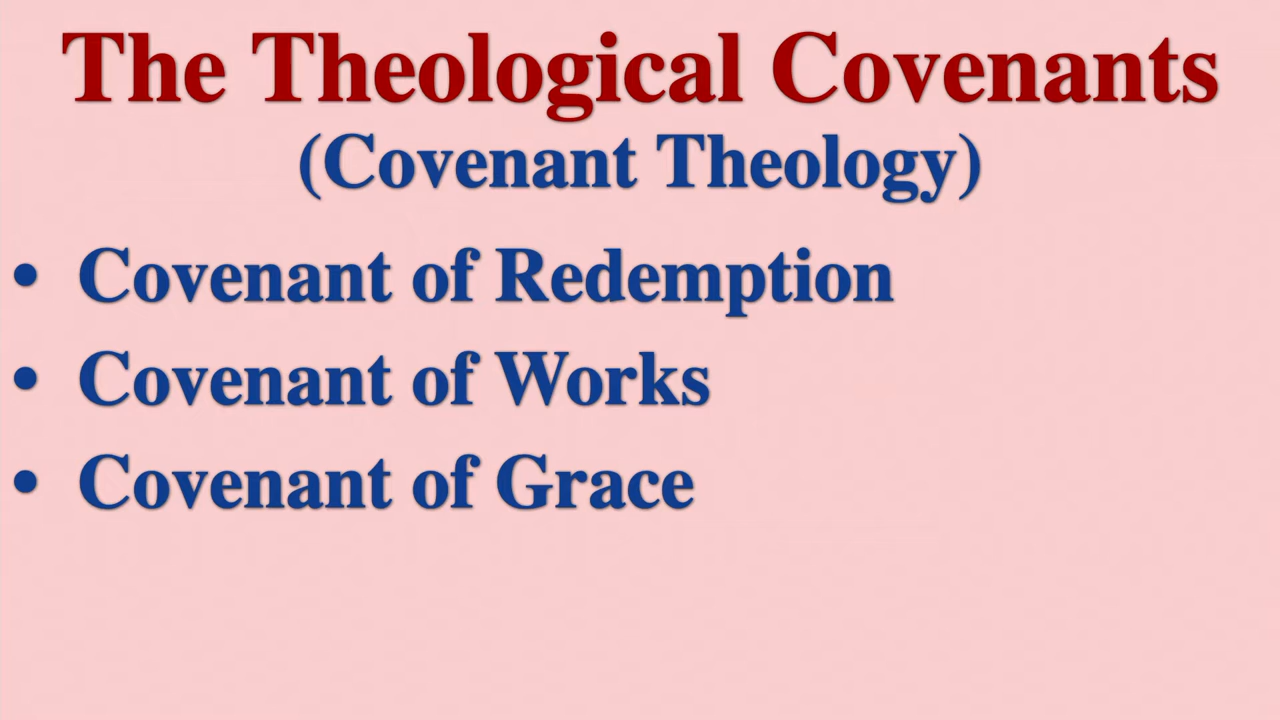 The Theological Covenants
(Covenant Theology)
• Covenant of Redemption
• Covenant of Works
• Covenant of Grace